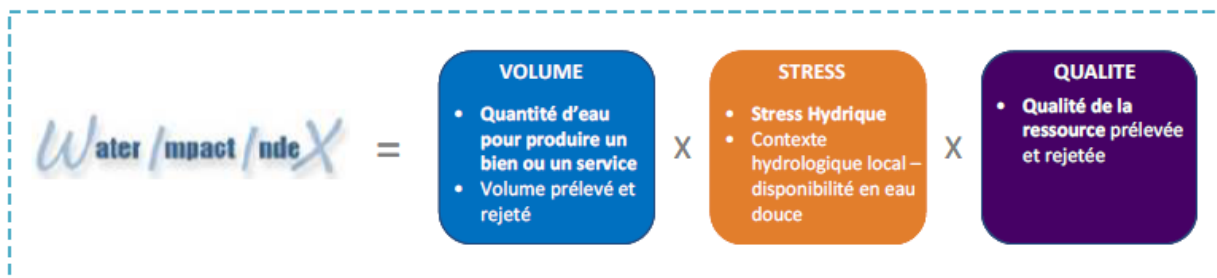 Water Impact IndeX
=
VOLUME
• Quantité d'eau
pour produire un
bien ou un service
• Volume prélevé et
rejeté
X
STRESS
• Stress Hydrique
• Contexte
hydrologique local –
disponibilité en eau
douce
X
QUALITE
• Qualité de la
ressource prélevée
et rejetée